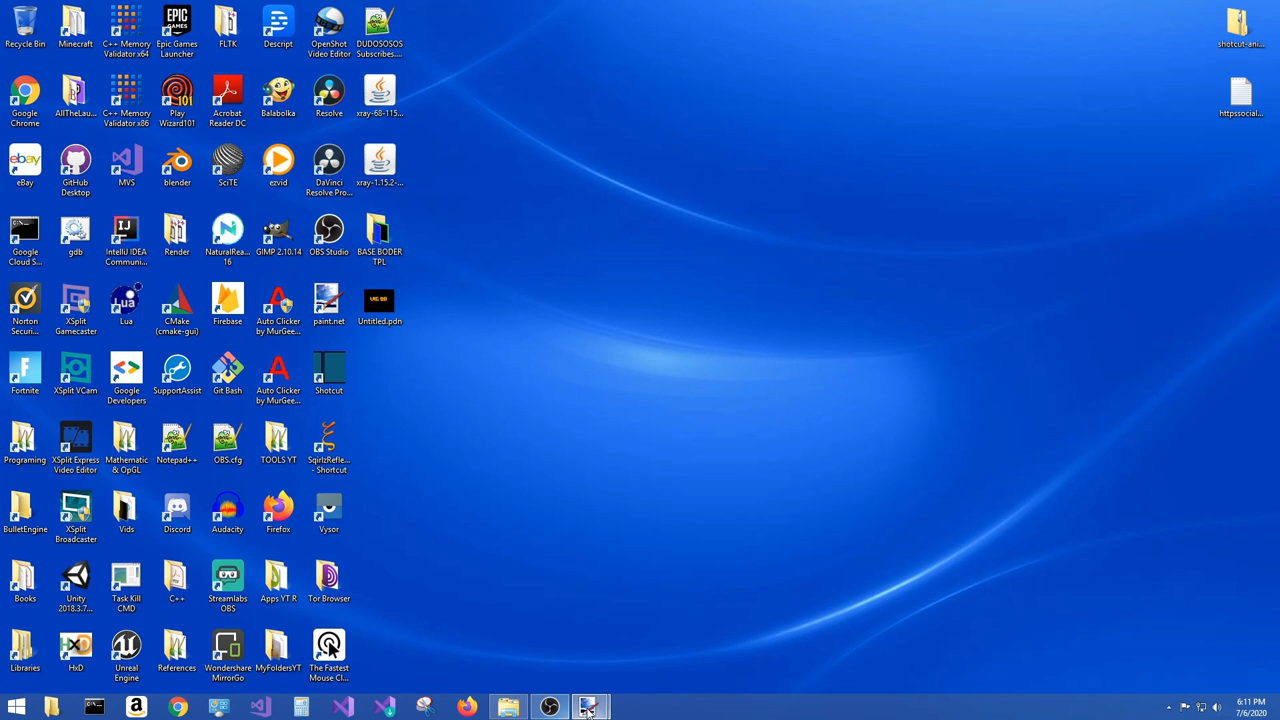 Recycle Bin
Minecraft
C++ Memory
Validator x64
Epic Games
Launcher
FLTK
Descript
OpenShot
Video Editor
DUDOSOSOS
Subscribes....
shotcut-ani...
Google
Chrome
AllTheLau...
C++ Memory
Validator x86
Play
Wizard101
Acrobat
Reader DC
Balabolka
Resolve
xray-68-115...
httpssocial...
eBay
GitHub
Desktop
MVS
blender
SciTE
ezvid
DaVinci
Resolve Pro...
xray-1.15.2-...
Google
Cloud S...
gdb
IntelliJ IDEA
Communi...
Render
NaturalRea...
16
GIMP 2.10.14
OBS Studio
BASE BODER
TPL
Norton
Securi...
XSplit
Gamecaster
Lua
CMake
(cmake-gui)
Firebase
Auto Clicker
by MurGee...
paint.net
Untitled.pdn
Fortnite
XSplit VCam
Google
Developers
SupportAssist
Git Bash
Auto Clicker
by MurGee...
Shotcut
Programing
XSplit Express
Video Editor
Mathematic
& OpGL
Notepad++
OBS.cfg
TOOLS YT
SqirlzRefle...
- Shortcut
BulletEngine
XSplit
Broadcaster
Vids
Discord
Audacity
Firefox
Vysor
Books
Unity
2018.3.7...
Task Kill
CMD
C++
Streamlabs
OBS
Apps YT R
Tor Browser
Libraries
HxD
Unreal
Engine
References
Wondershare
MirrorGo
MyFoldersYT
The Fastest
Mouse Cl...
6:11 PM
7/6/2020